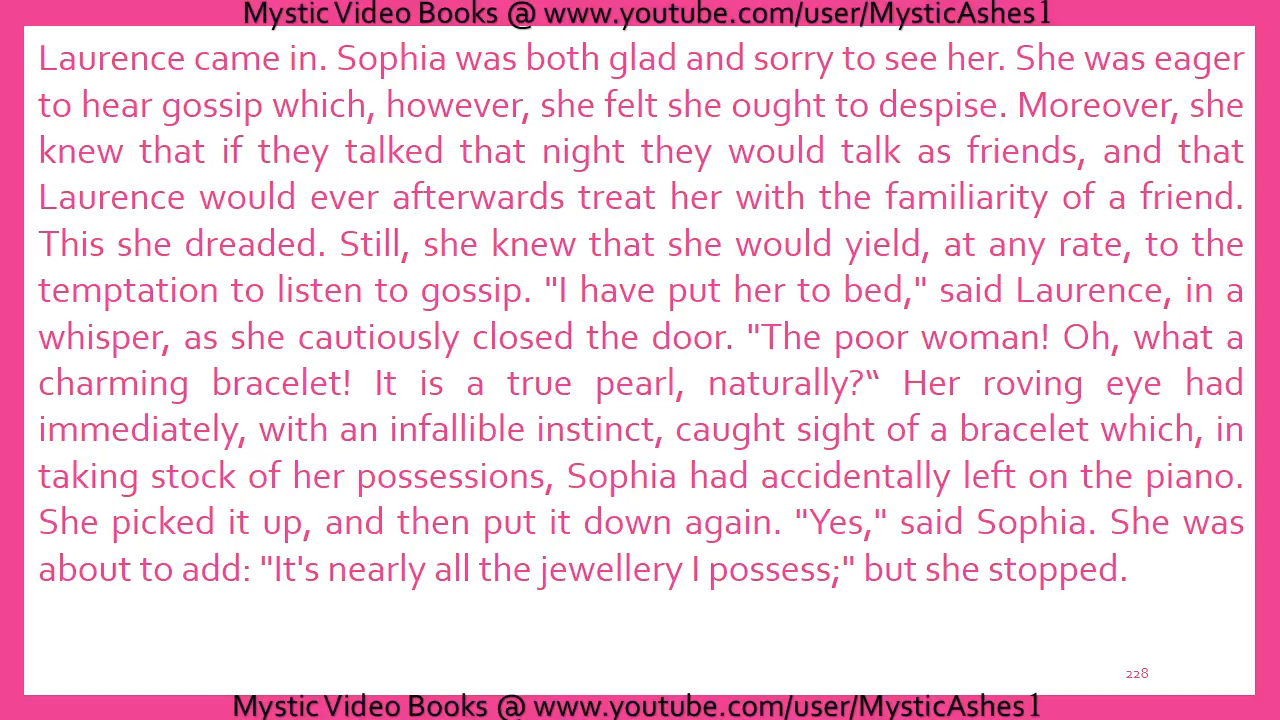 Mystic Video Books @ www.youtube.com/user/MysticAshes1
Laurence came in. Sophia was both glad and sorry to see her. She was eager
to hear gossip which, however, she felt she ought to despise. Moreover, she
knew that if they talked that night they would talk as friends, and that
Laurence would ever afterwards treat her with the familiarity of a friend.
This she dreaded. Still, she knew that she would yield, at any rate, to the
temptation to listen to gossip. "I have put her to bed," said Laurence, in a
whisper, as she cautiously closed the door. "The poor woman! Oh, what a
charming bracelet! It is a true pearl, naturally?“ Her roving eye had
immediately, with an infallible instinct, caught sight of a bracelet which, in
taking stock of her possessions, Sophia had accidentally left on the piano.
She picked it up, and then put it down again. "Yes," said Sophia. She was
about to add: "It's nearly all the jewellery I possess;" but she stopped.
228
Mystic Video Books @ www.youtube.com/user/MysticAshes1